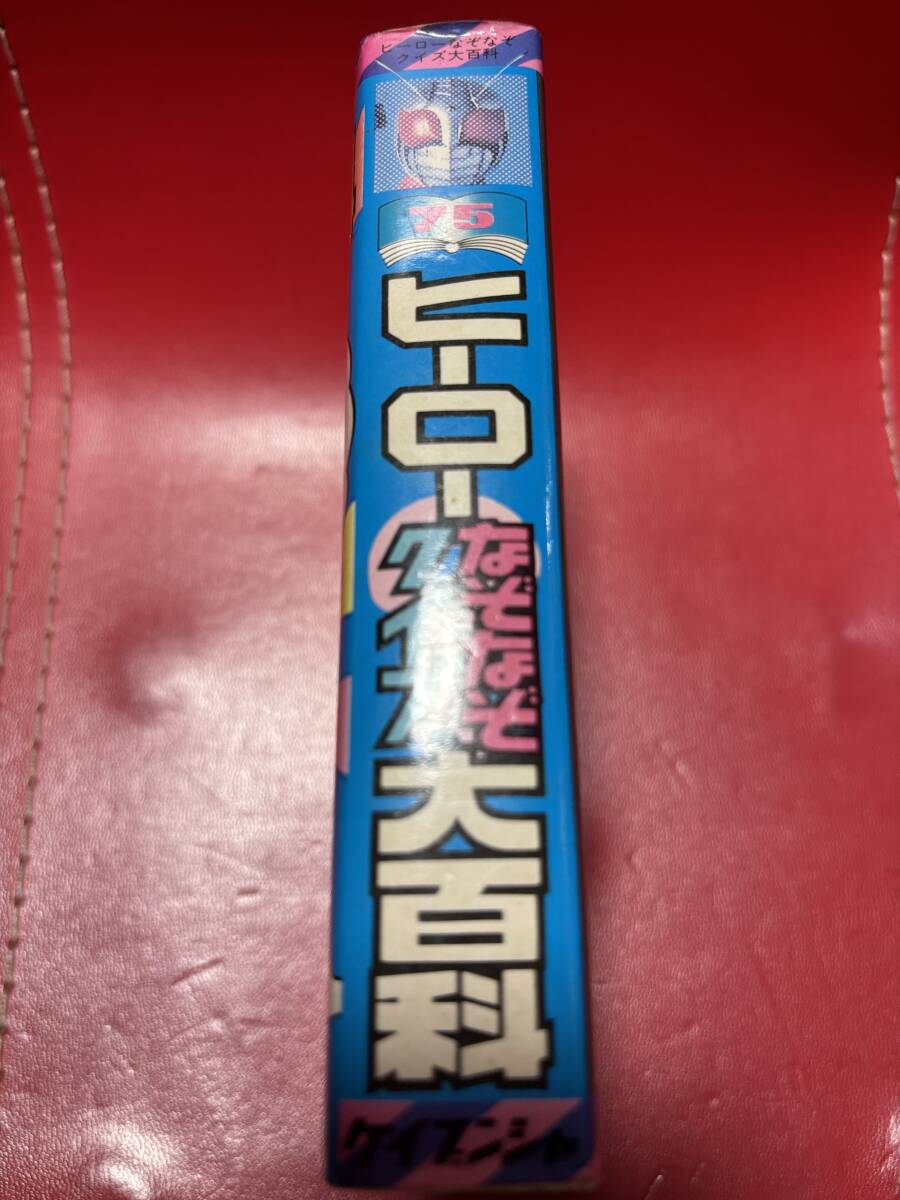 ヒーローなぞなぞ
クイズ大百科
75
ヒーロー
なぞなぞ
クイズ
大百科
ケイブンシャ